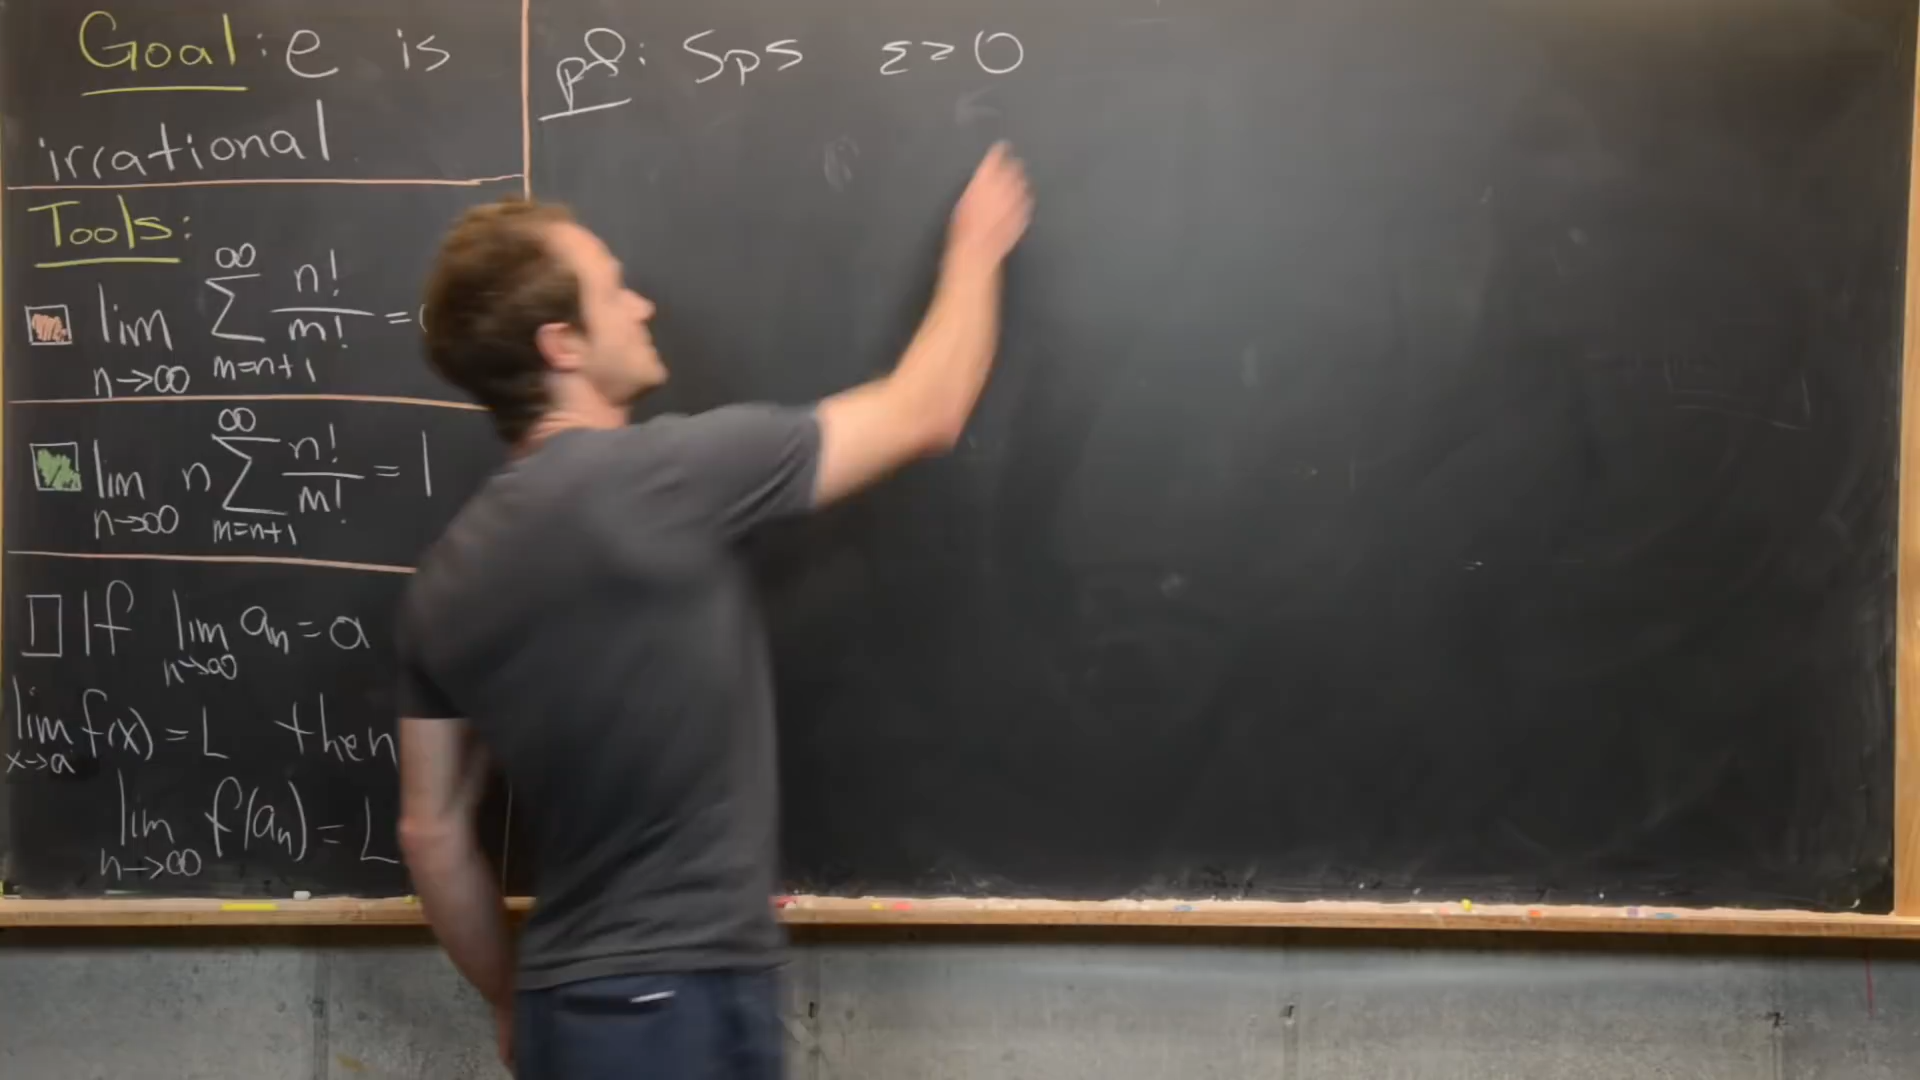 Goal: e is
irrational
Tools:
lim n→∞ ∑ m=n+1 ∞ n!/m! =
lim n→∞ n ∑ m=n+1 ∞ n!/m! = 1
If lim n→∞ aₙ = a
lim x→a f(x) = L then
lim n→∞ f(aₙ) = L
pf: Sps ε > 0